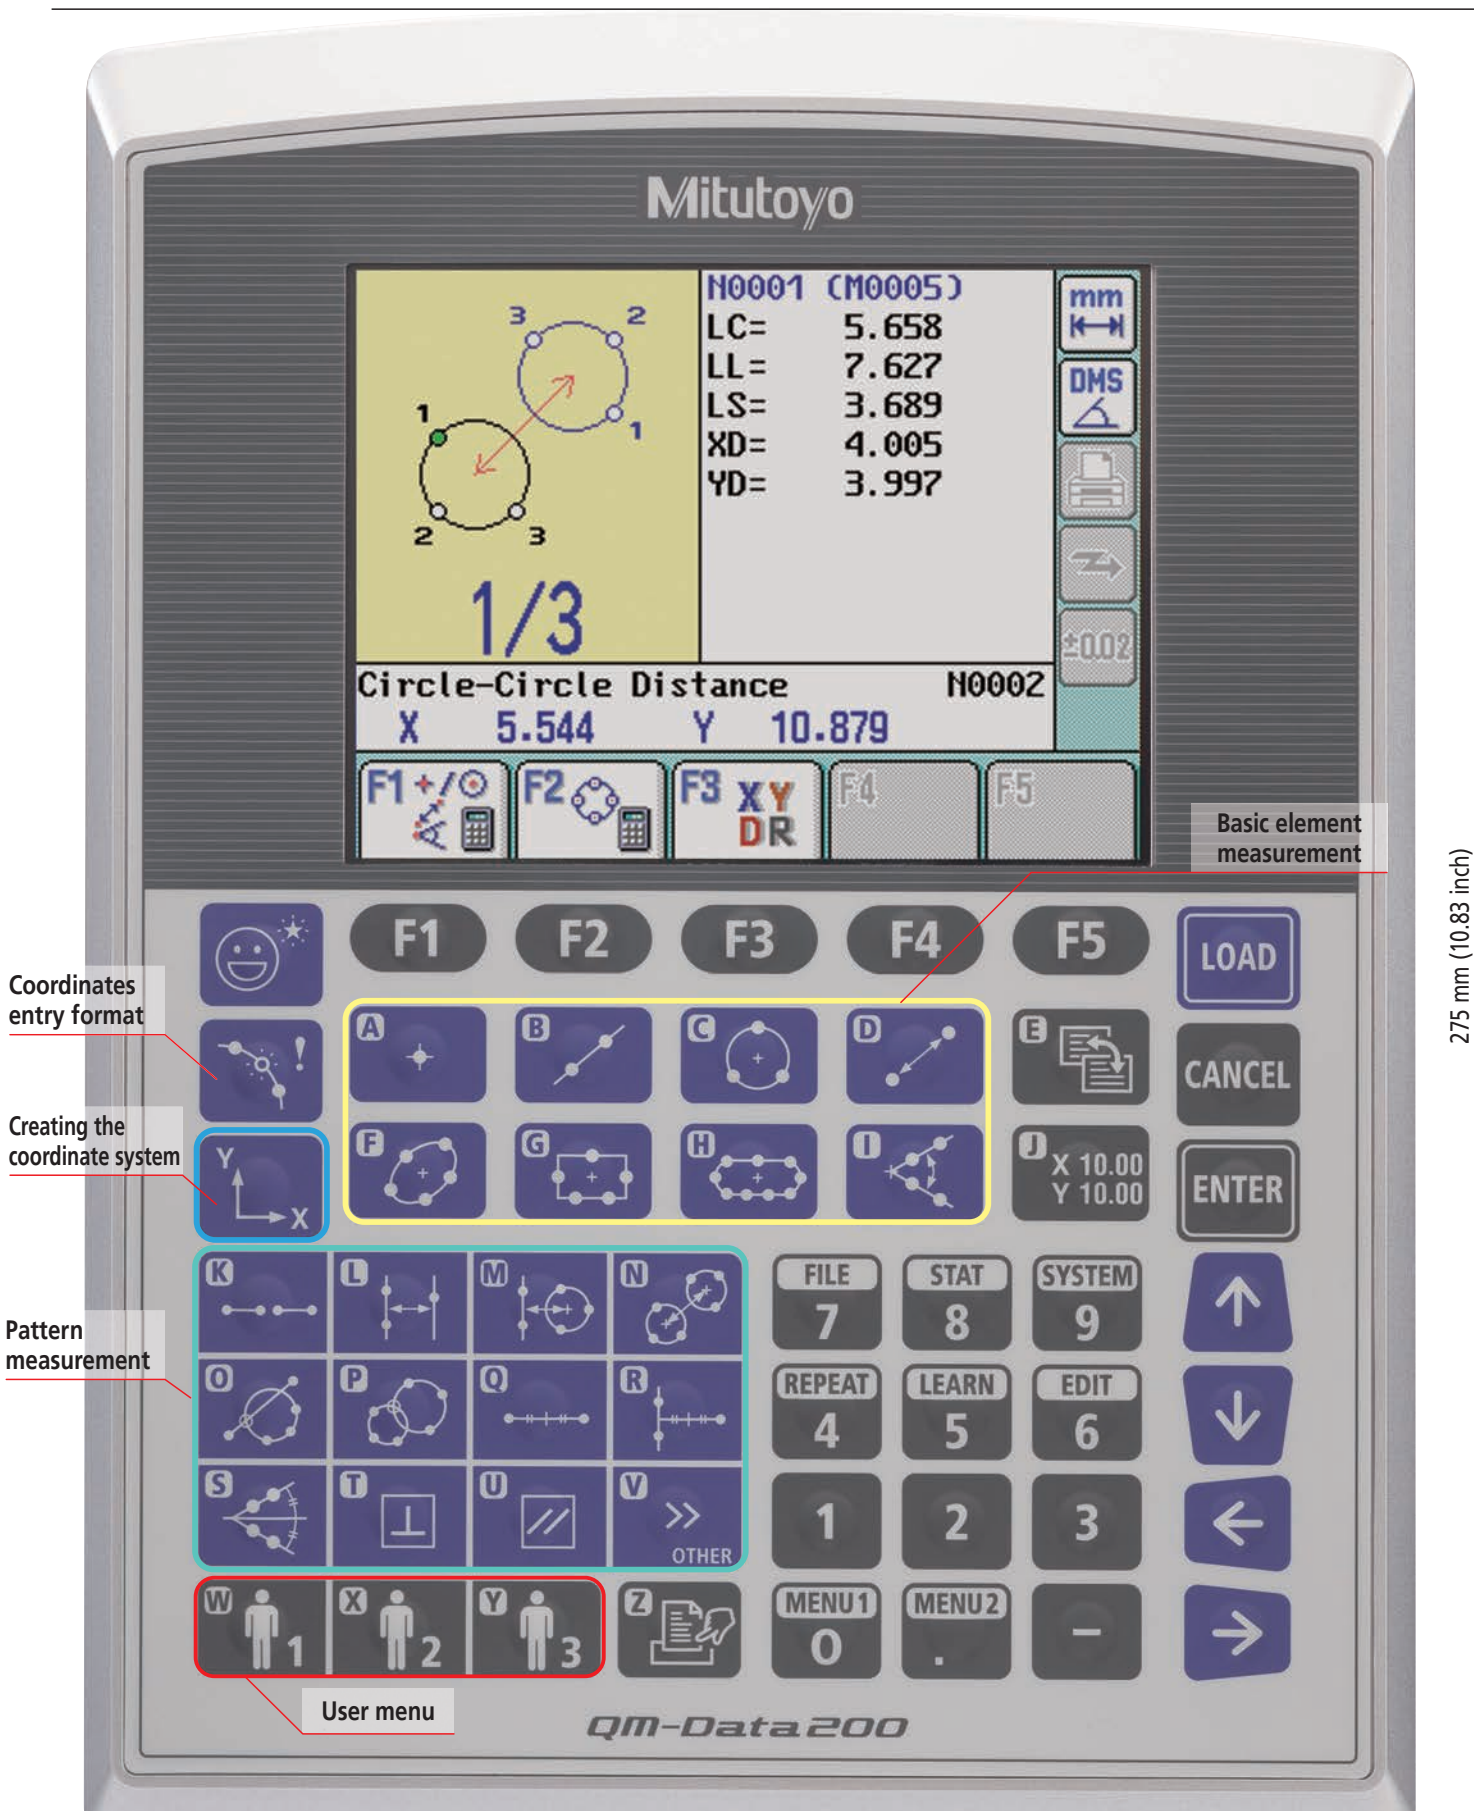 Mitutoyo
3 2
1
1
2 3
1/3
N0001 (M0005)
LC= 5.658
LL= 7.627
LS= 3.689
XD= 4.005
YD= 3.997
mm
DMS
±0.02
Circle-Circle Distance N0002
X 5.544 Y 10.879
F1 F2 F3 XY F4 F5
DR
Basic element
measurement
275 mm (10.83 inch)
F1 F2 F3 F4 F5 LOAD
Coordinates
entry format
!
A B C D E
CANCEL
Creating the
coordinate system
Y
X
F G H I J
X 10.00
Y 10.00
ENTER
Pattern
measurement
K L M N
O P Q R
S T U V
OTHER
FILE STAT SYSTEM
7 8 9
REPEAT LEARN EDIT
4 5 6
1 2 3
W 1 X 2 Y 3 Z
MENU1 MENU2
0 . −
User menu
QM-Data200